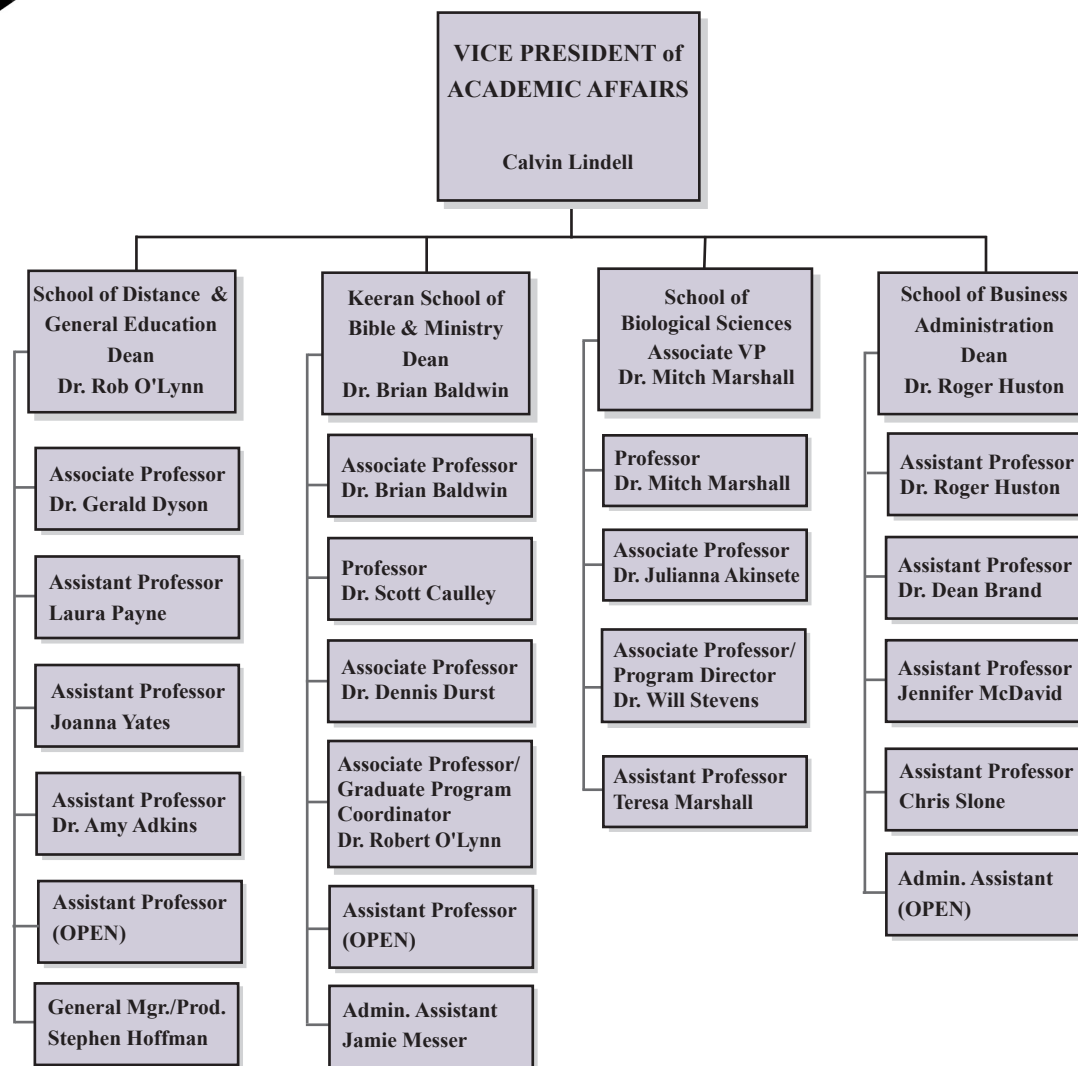 VICE PRESIDENT of
ACADEMIC AFFAIRS
Calvin Lindell
School of Distance &
General Education
Dean
Dr. Rob O'Lynn
Associate Professor
Dr. Gerald Dyson
Assistant Professor
Laura Payne
Assistant Professor
Joanna Yates
Assistant Professor
Dr. Amy Adkins
Assistant Professor
(OPEN)
General Mgr./Prod.
Stephen Hoffman
Keeran School of
Bible & Ministry
Dean
Dr. Brian Baldwin
Associate Professor
Dr. Brian Baldwin
Professor
Dr. Scott Caulley
Associate Professor
Dr. Dennis Durst
Associate Professor/
Graduate Program
Coordinator
Dr. Robert O'Lynn
Assistant Professor
(OPEN)
Admin. Assistant
Jamie Messer
School of
Biological Sciences
Associate VP
Dr. Mitch Marshall
Professor
Dr. Mitch Marshall
Associate Professor
Dr. Julianna Akinsete
Associate Professor/
Program Director
Dr. Will Stevens
Assistant Professor
Teresa Marshall
School of Business
Administration
Dean
Dr. Roger Huston
Assistant Professor
Dr. Roger Huston
Assistant Professor
Dr. Dean Brand
Assistant Professor
Jennifer McDavid
Assistant Professor
Chris Slone
Admin. Assistant
(OPEN)